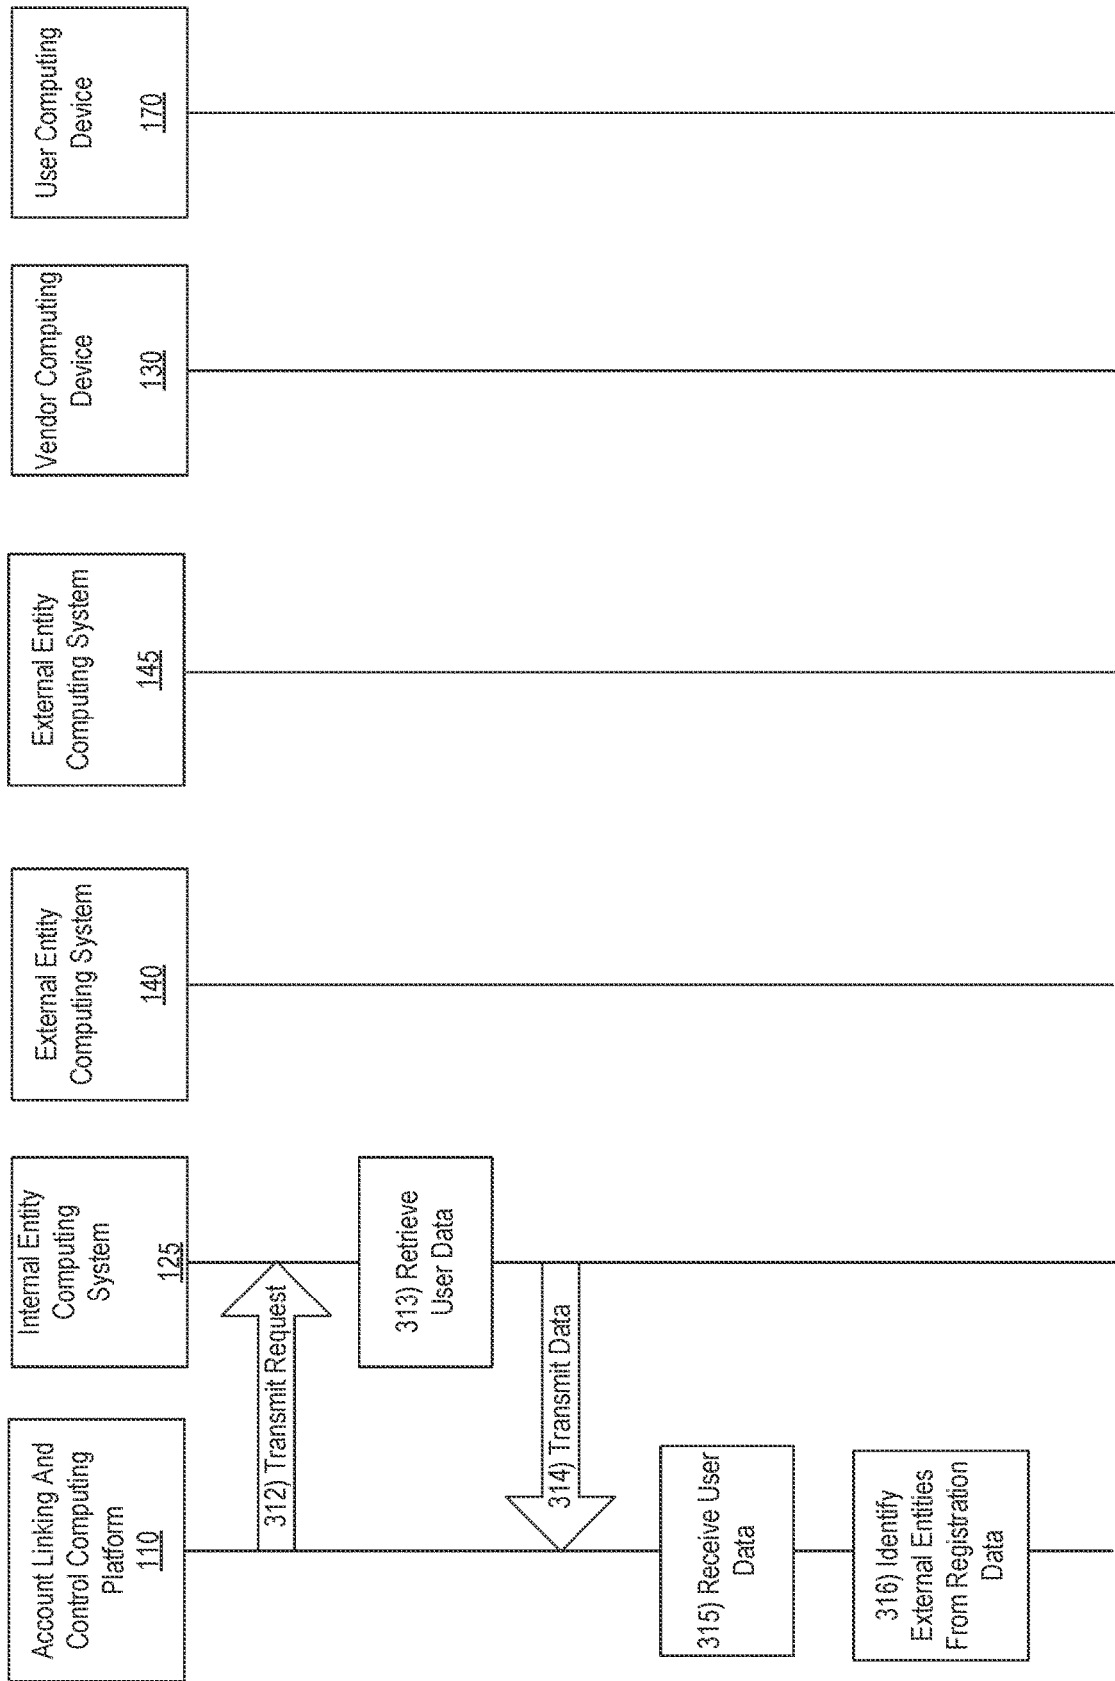 Account Linking And
Control Computing
Platform
110
Internal Entity
Computing
System
125
External Entity
Computing System
140
External Entity
Computing System
145
Vendor Computing
Device
130
User Computing
Device
170
312) Transmit Request
313) Retrieve
User Data
314) Transmit Data
315) Receive User
Data
316) Identify
External Entities
From Registration
Data